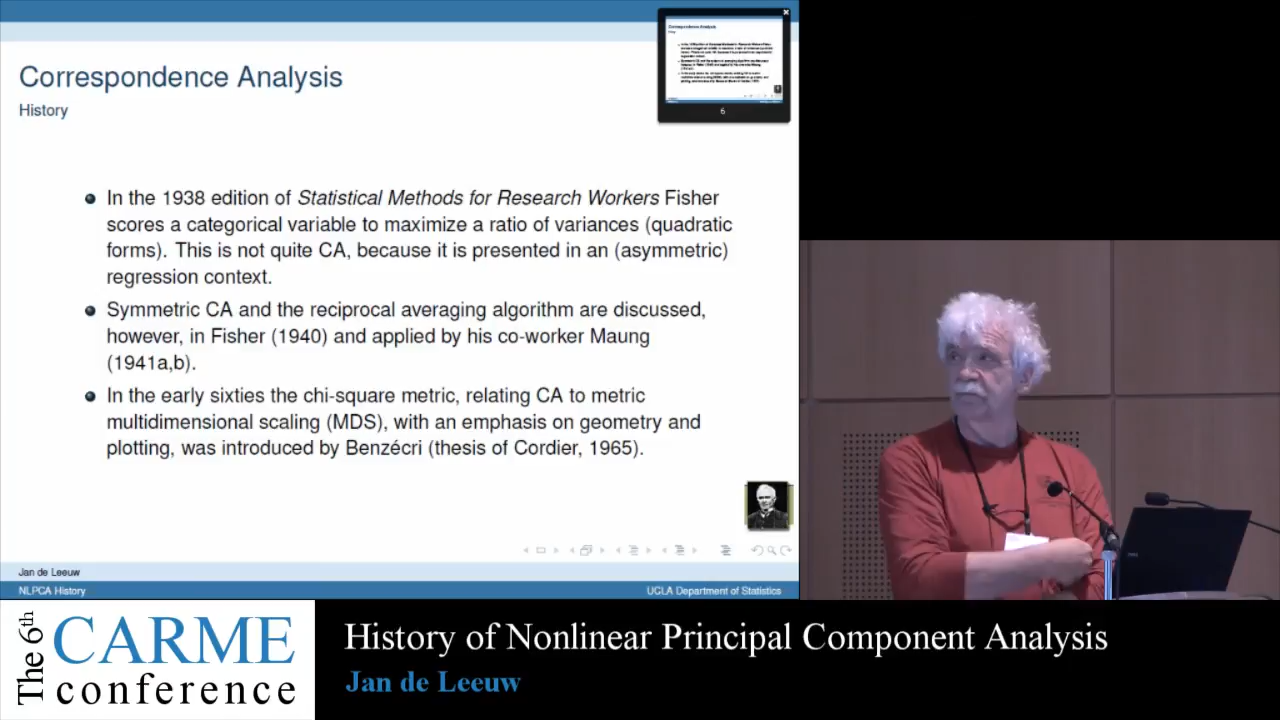 Correspondence Analysis
History
6
In the 1938 edition of Statistical Methods for Research Workers Fisher
scores a categorical variable to maximize a ratio of variances (quadratic
forms). This is not quite CA, because it is presented in an (asymmetric)
regression context.
Symmetric CA and the reciprocal averaging algorithm are discussed,
however, in Fisher (1940) and applied by his co-worker Maung
(1941a,b).
In the early sixties the chi-square metric, relating CA to metric
multidimensional scaling (MDS), with an emphasis on geometry and
plotting, was introduced by Benzécri (thesis of Cordier, 1965).
Jan de Leeuw
NLPCA History
UCLA Department of Statistics
The 6th
CARME
conference
History of Nonlinear Principal Component Analysis
Jan de Leeuw